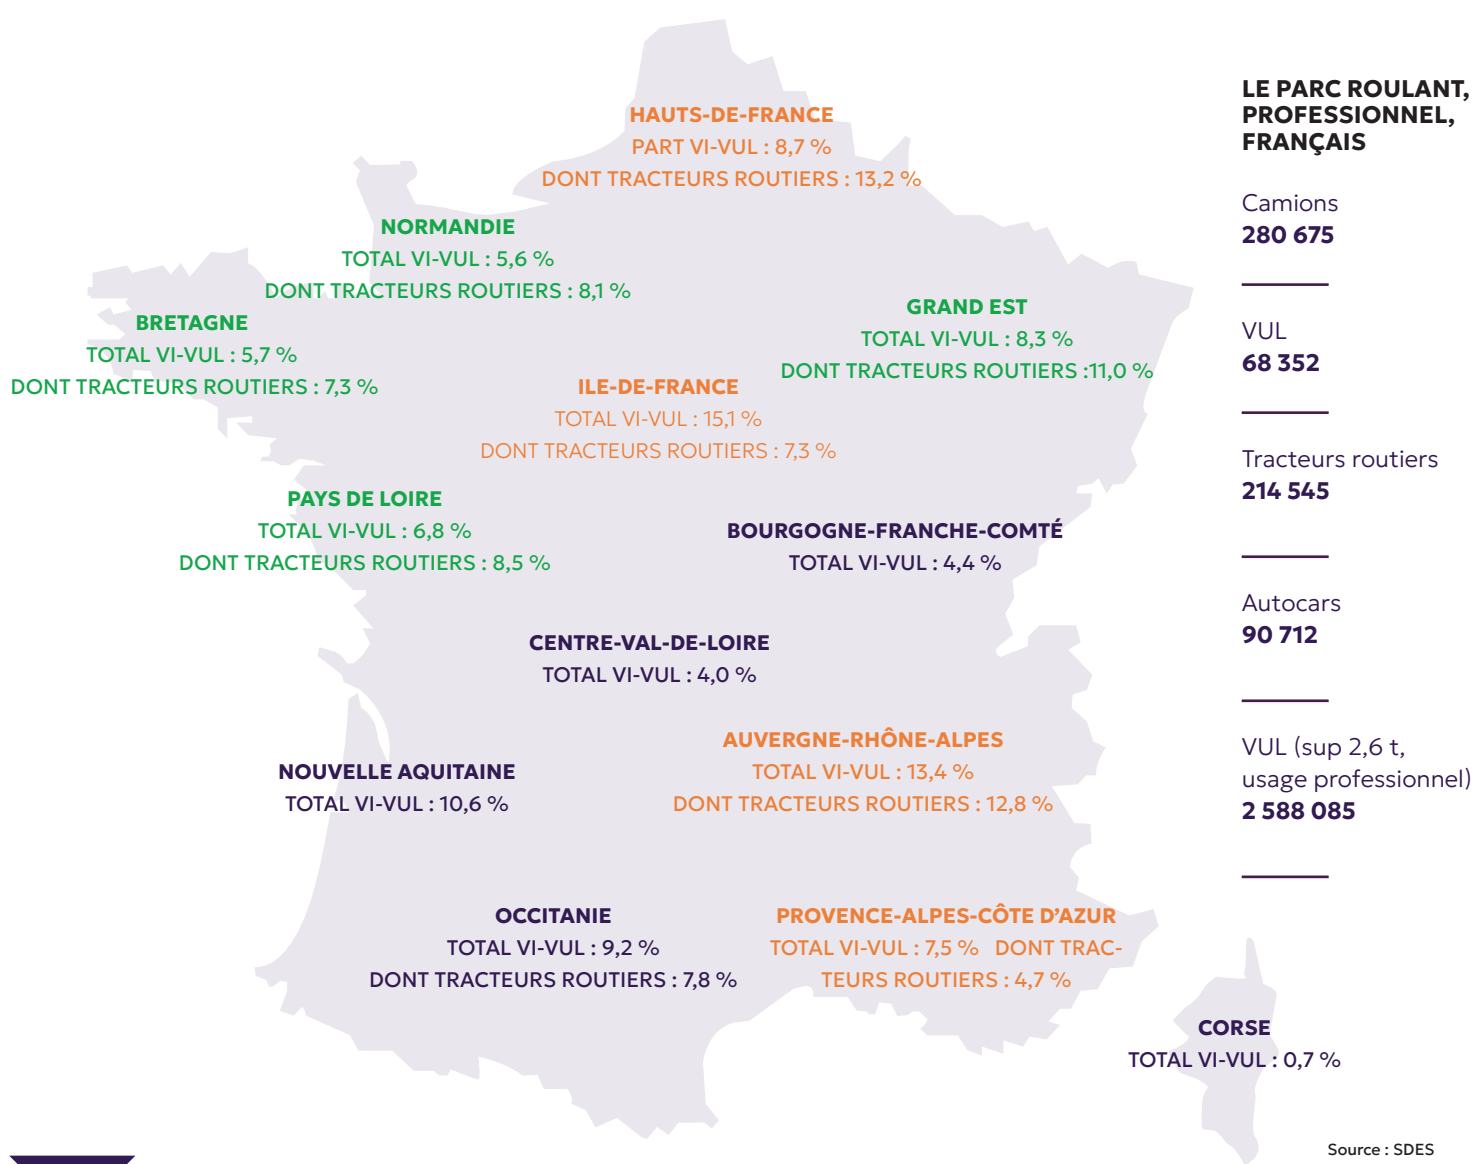 HAUTS-DE-FRANCE
PART VI-VUL : 8,7 %
DONT TRACTEURS ROUTIERS : 13,2 %
NORMANDIE
TOTAL VI-VUL : 5,6 %
DONT TRACTEURS ROUTIERS : 8,1 %
BRETAGNE
TOTAL VI-VUL : 5,7 %
DONT TRACTEURS ROUTIERS : 7,3 %
GRAND EST
TOTAL VI-VUL : 8,3 %
DONT TRACTEURS ROUTIERS :11,0 %
ILE-DE-FRANCE
TOTAL VI-VUL : 15,1 %
DONT TRACTEURS ROUTIERS : 7,3 %
PAYS DE LOIRE
TOTAL VI-VUL : 6,8 %
DONT TRACTEURS ROUTIERS : 8,5 %
BOURGOGNE-FRANCHE-COMTÉ
TOTAL VI-VUL : 4,4 %
CENTRE-VAL-DE-LOIRE
TOTAL VI-VUL : 4,0 %
AUVERGNE-RHÔNE-ALPES
TOTAL VI-VUL : 13,4 %
DONT TRACTEURS ROUTIERS : 12,8 %
NOUVELLE AQUITAINE
TOTAL VI-VUL : 10,6 %
OCCITANIE
TOTAL VI-VUL : 9,2 %
DONT TRACTEURS ROUTIERS : 7,8 %
PROVENCE-ALPES-CÔTE D’AZUR
TOTAL VI-VUL : 7,5 % DONT TRAC-
TEURS ROUTIERS : 4,7 %
CORSE
TOTAL VI-VUL : 0,7 %
LE PARC ROULANT,
PROFESSIONNEL,
FRANÇAIS
Camions
280 675
VUL
68 352
Tracteurs routiers
214 545
Autocars
90 712
VUL (sup 2,6 t,
usage professionnel)
2 588 085
Source : SDES